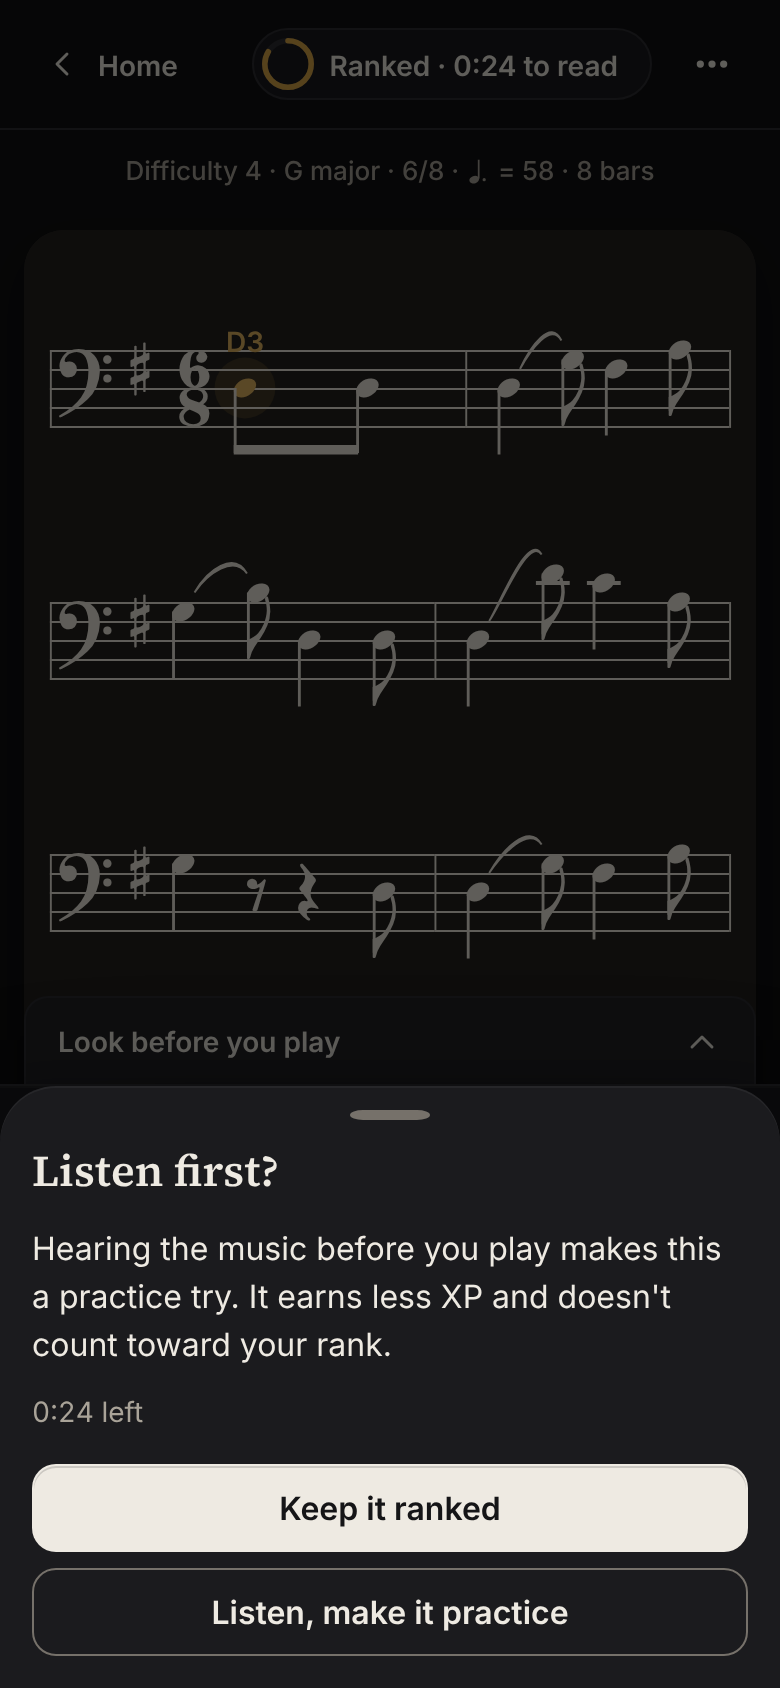 Home
Ranked · 0:24 to read
Difficulty 4 · G major · 6/8 · ♩. = 58 · 8 bars
D3
6
8
Look before you play
Listen first?
Hearing the music before you play makes this
a practice try. It earns less XP and doesn't
count toward your rank.
0:24 left
Keep it ranked
Listen, make it practice